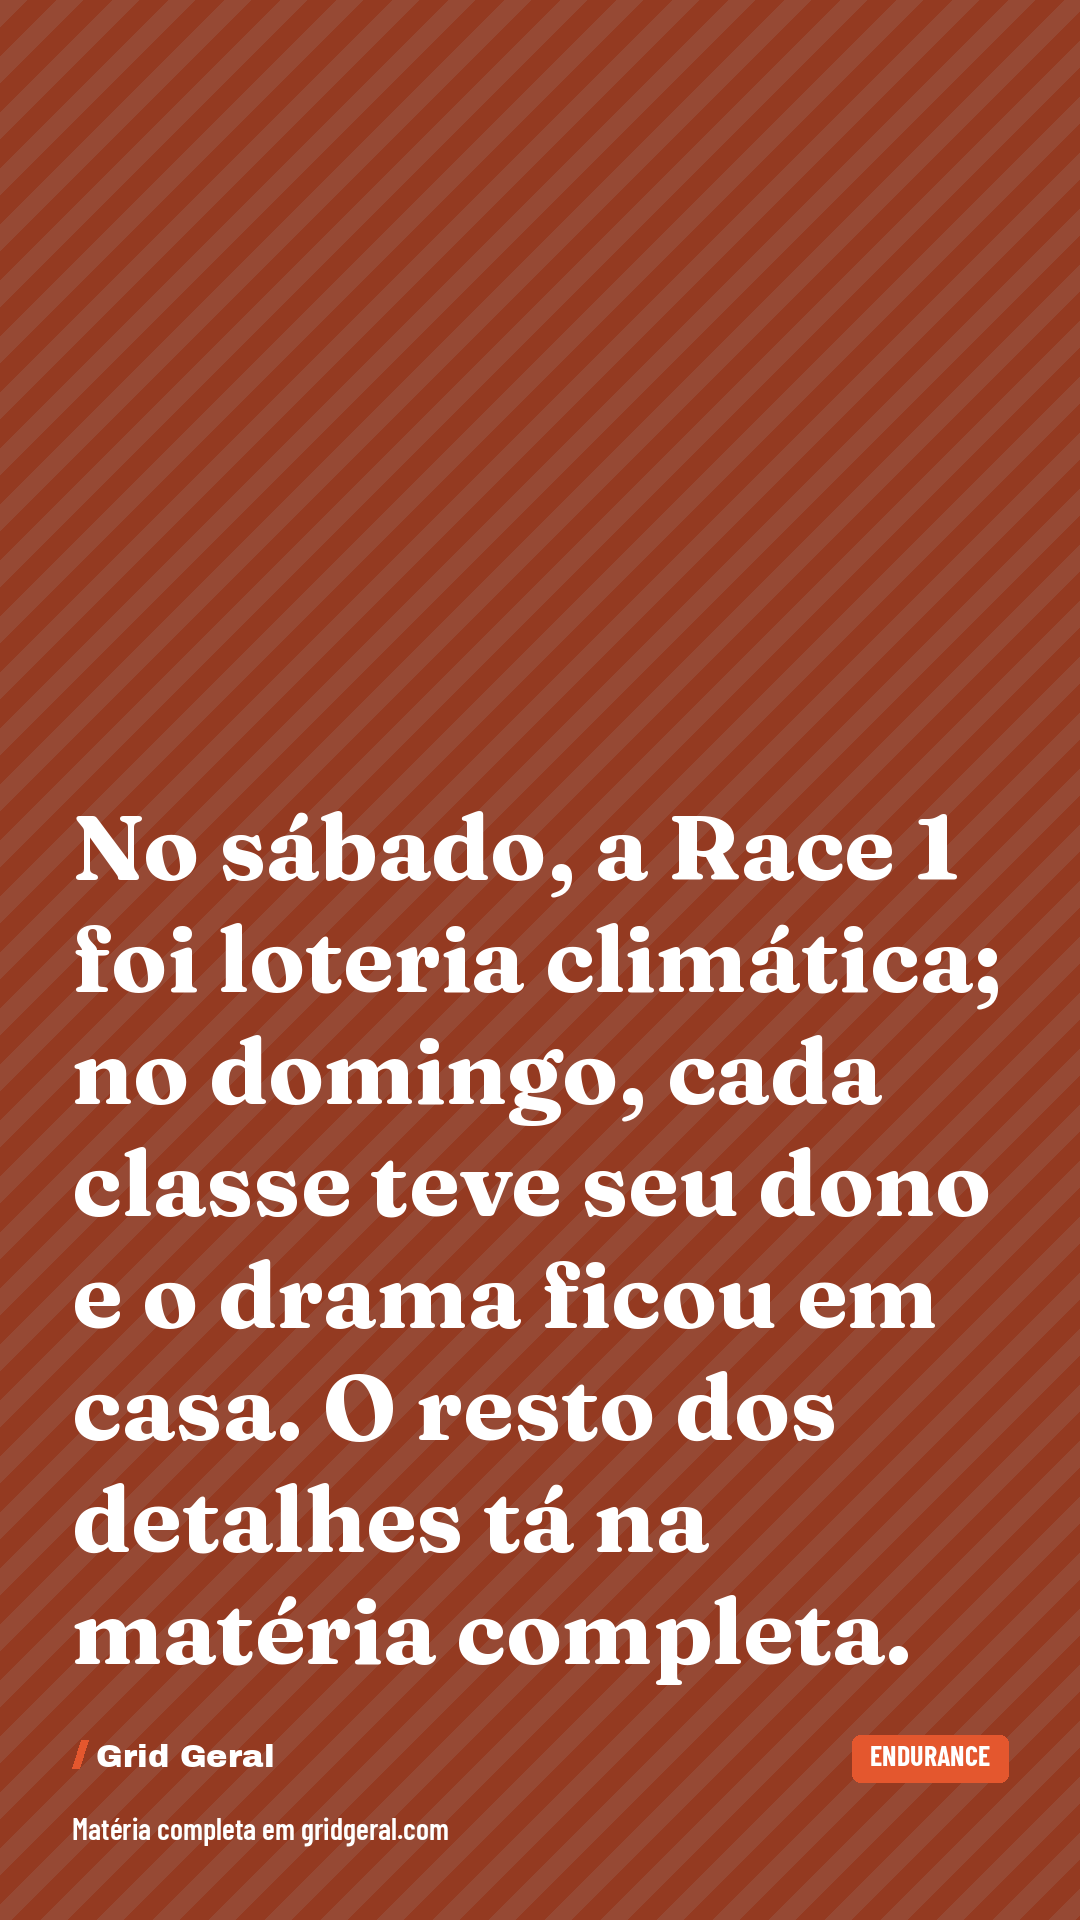 No sábado, a Race 1
foi loteria climática;
no domingo, cada
classe teve seu dono
e o drama ficou em
casa. O resto dos
detalhes tá na
matéria completa.
/ Grid Geral
ENDURANCE
Matéria completa em gridgeral.com